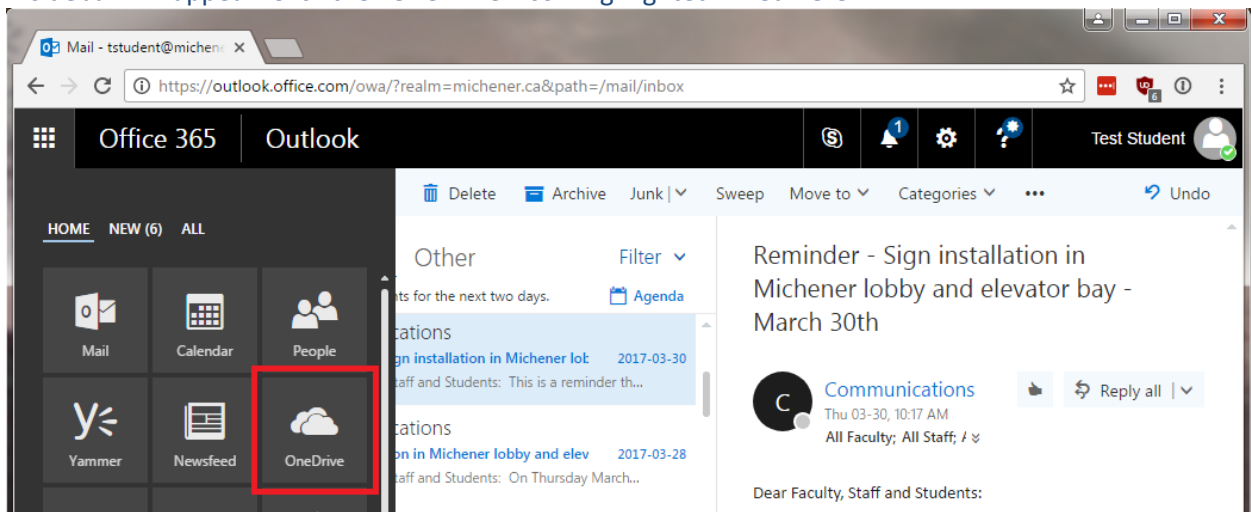 Mail - tstudent@michene
https://outlook.office.com/owa/?realm=michener.ca&path=/mail/inbox
6
Office 365 Outlook
1
?
Test Student
Delete Archive Junk | Sweep Move to Categories ••• Undo
HOME NEW (6) ALL
Other Filter
nts for the next two days. Agenda
Reminder - Sign installation in
Michener lobby and elevator bay -
March 30th
Mail Calendar People
cations
gn installation in Michener lob 2017-03-30
taff and Students: This is a reminder th...
C
Communications
Thu 03-30, 10:17 AM
All Faculty; All Staff;
Reply all |
Yammer Newsfeed OneDrive
cations
on in Michener lobby and elev 2017-03-28
taff and Students: On Thursday March...
Dear Faculty, Staff and Students: